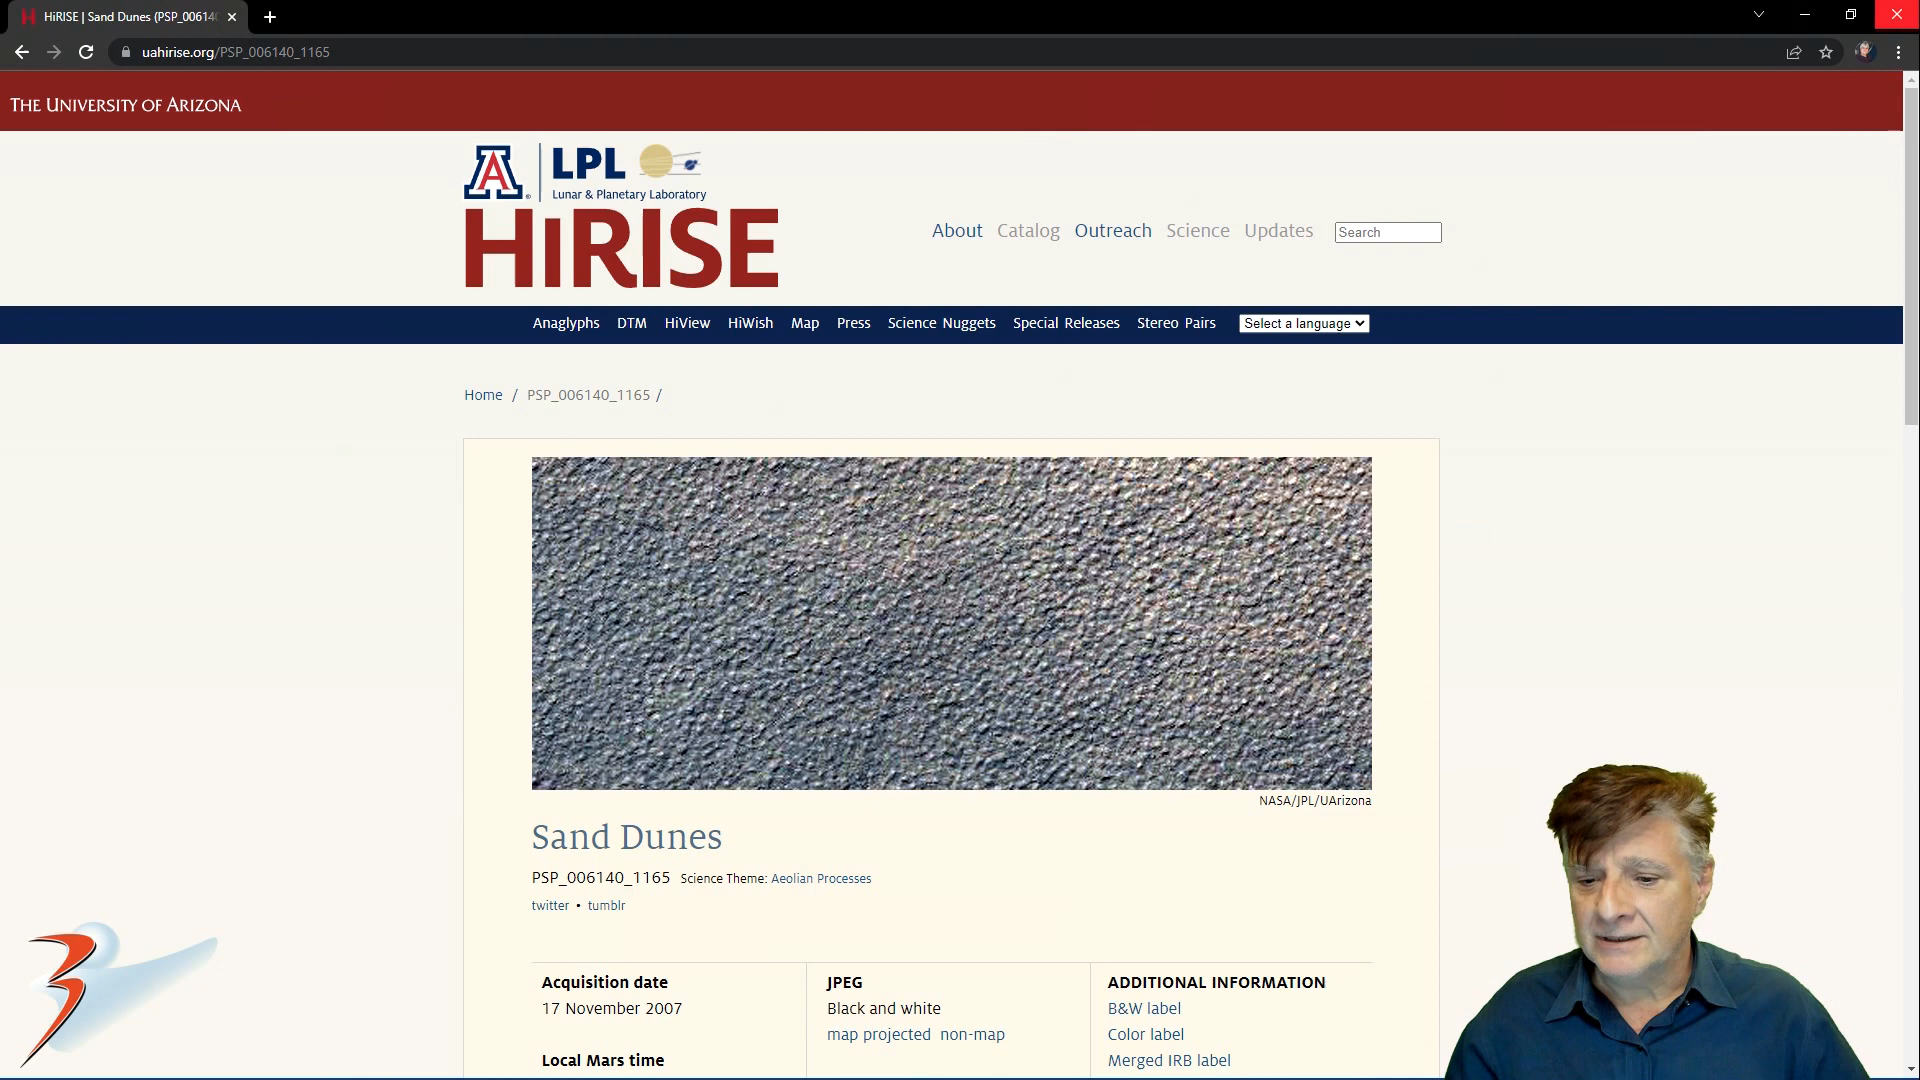 HiRISE | Sand Dunes (PSP_00614
uahirise.org/PSP_006140_1165
THE UNIVERSITY OF ARIZONA
A LPL
Lunar & Planetary Laboratory
HiRISE
About Catalog Outreach Science Updates Search
Anaglyphs DTM HiView HiWish Map Press Science Nuggets Special Releases Stereo Pairs Select a language
Home / PSP_006140_1165 /
NASA/JPL/UArizona
Sand Dunes
PSP_006140_1165 Science Theme: Aeolian Processes
twitter • tumblr
Acquisition date
17 November 2007
Local Mars time
JPEG
Black and white
map projected non-map
ADDITIONAL INFORMATION
B&W label
Color label
Merged IRB label